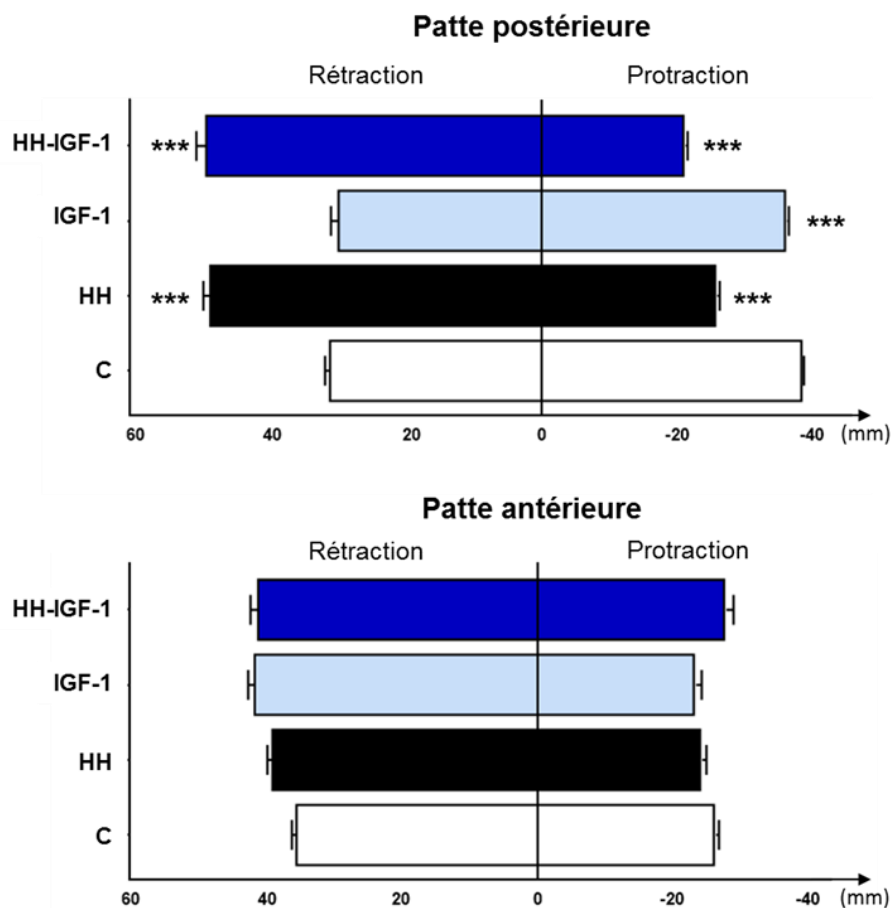 Patte postérieure
Rétraction Protraction
HH-IGF-1 *** ***
IGF-1 ***
HH *** ***
C
60 40 20 0 -20 -40 (mm)
Patte antérieure
Rétraction Protraction
HH-IGF-1
IGF-1
HH
C
60 40 20 0 -20 -40 (mm)